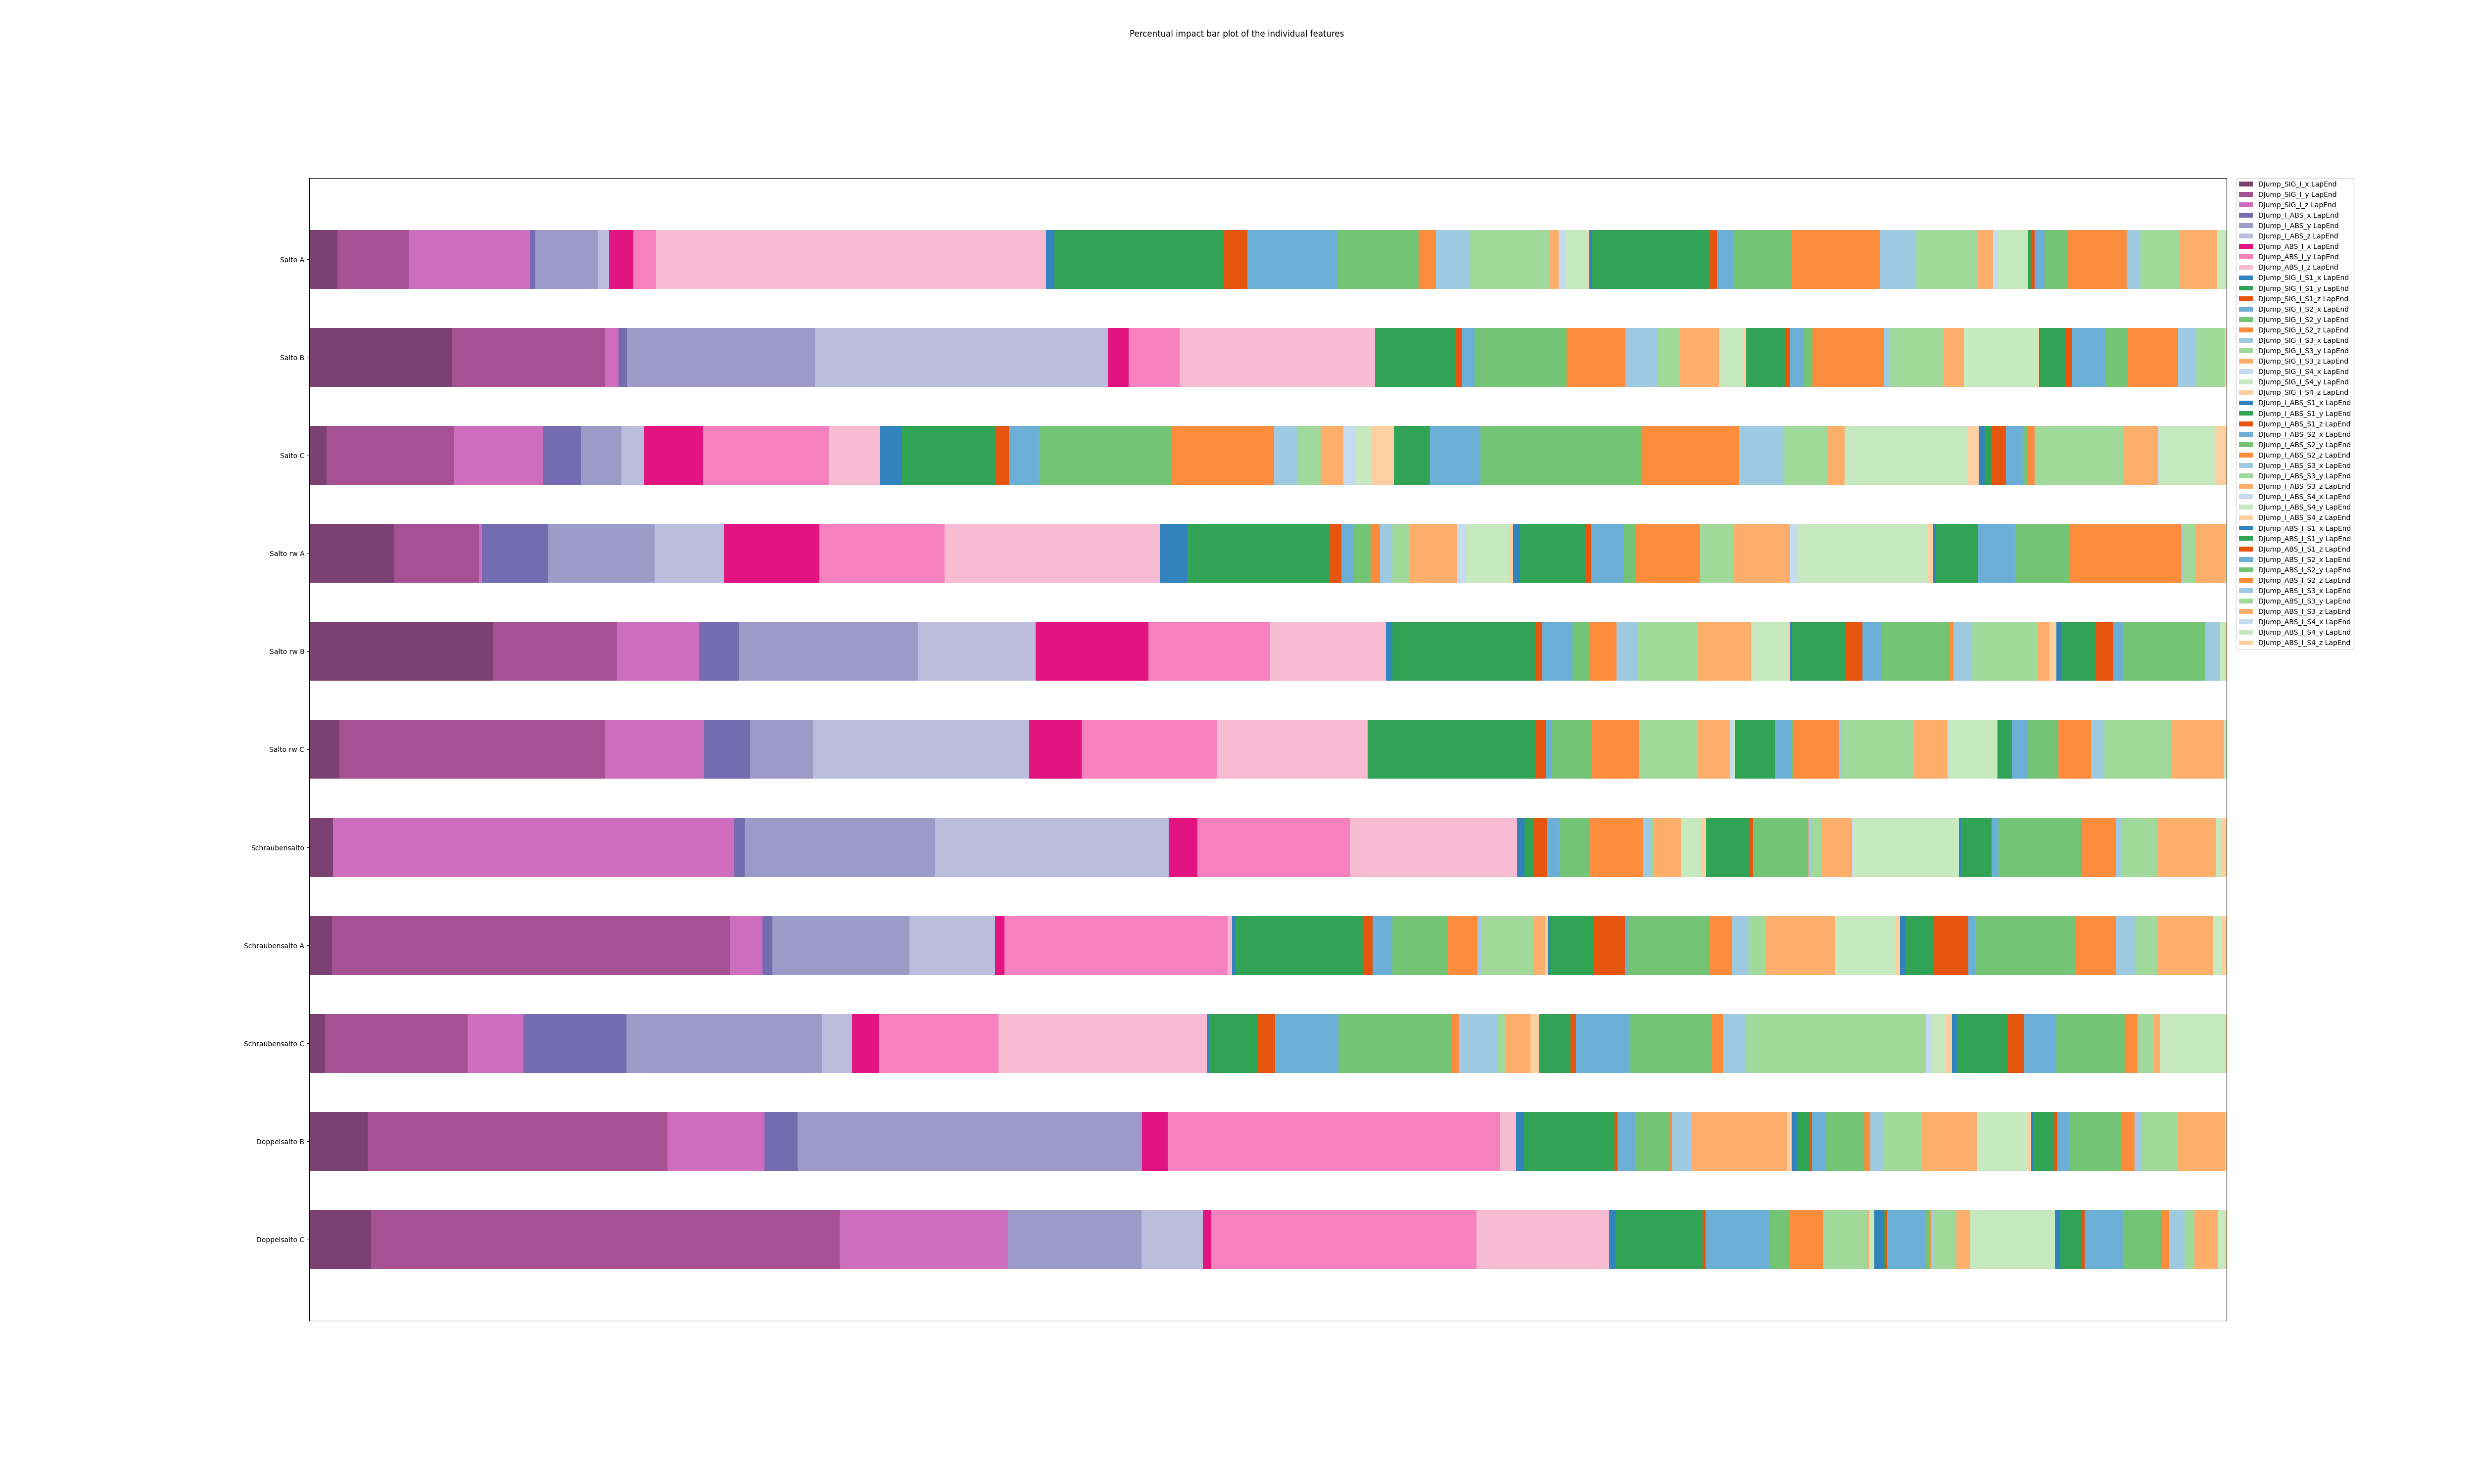 Percentual impact bar plot of the individual features
Salto A
Salto B
Salto C
Salto rw A
Salto rw B
Salto rw C
Schraubensalto
Schraubensalto A
Schraubensalto C
Doppelsalto B
Doppelsalto C
DJump_SIG_I_x LapEnd
DJump_SIG_I_y LapEnd
DJump_SIG_I_z LapEnd
DJump_I_ABS_x LapEnd
DJump_I_ABS_y LapEnd
DJump_I_ABS_z LapEnd
DJump_ABS_I_x LapEnd
DJump_ABS_I_y LapEnd
DJump_ABS_I_z LapEnd
DJump_SIG_I_S1_x LapEnd
DJump_SIG_I_S1_y LapEnd
DJump_SIG_I_S1_z LapEnd
DJump_SIG_I_S2_x LapEnd
DJump_SIG_I_S2_y LapEnd
DJump_SIG_I_S2_z LapEnd
DJump_SIG_I_S3_x LapEnd
DJump_SIG_I_S3_y LapEnd
DJump_SIG_I_S3_z LapEnd
DJump_SIG_I_S4_x LapEnd
DJump_SIG_I_S4_y LapEnd
DJump_SIG_I_S4_z LapEnd
DJump_I_ABS_S1_x LapEnd
DJump_I_ABS_S1_y LapEnd
DJump_I_ABS_S1_z LapEnd
DJump_I_ABS_S2_x LapEnd
DJump_I_ABS_S2_y LapEnd
DJump_I_ABS_S2_z LapEnd
DJump_I_ABS_S3_x LapEnd
DJump_I_ABS_S3_y LapEnd
DJump_I_ABS_S3_z LapEnd
DJump_I_ABS_S4_x LapEnd
DJump_I_ABS_S4_y LapEnd
DJump_I_ABS_S4_z LapEnd
DJump_ABS_I_S1_x LapEnd
DJump_ABS_I_S1_y LapEnd
DJump_ABS_I_S1_z LapEnd
DJump_ABS_I_S2_x LapEnd
DJump_ABS_I_S2_y LapEnd
DJump_ABS_I_S2_z LapEnd
DJump_ABS_I_S3_x LapEnd
DJump_ABS_I_S3_y LapEnd
DJump_ABS_I_S3_z LapEnd
DJump_ABS_I_S4_x LapEnd
DJump_ABS_I_S4_y LapEnd
DJump_ABS_I_S4_z LapEnd